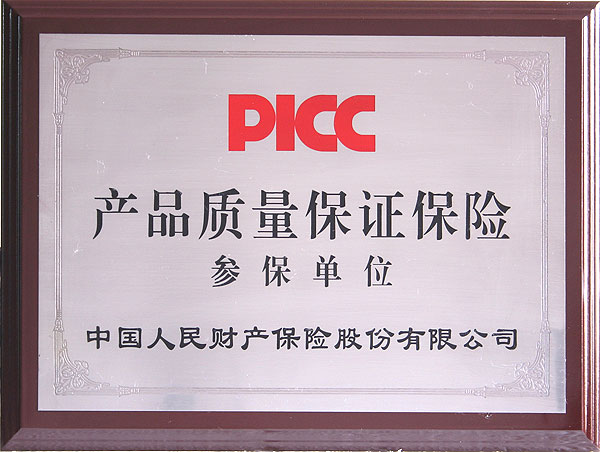 PICC
产品质量保证保险
参保单位
中国人民财产保险股份有限公司